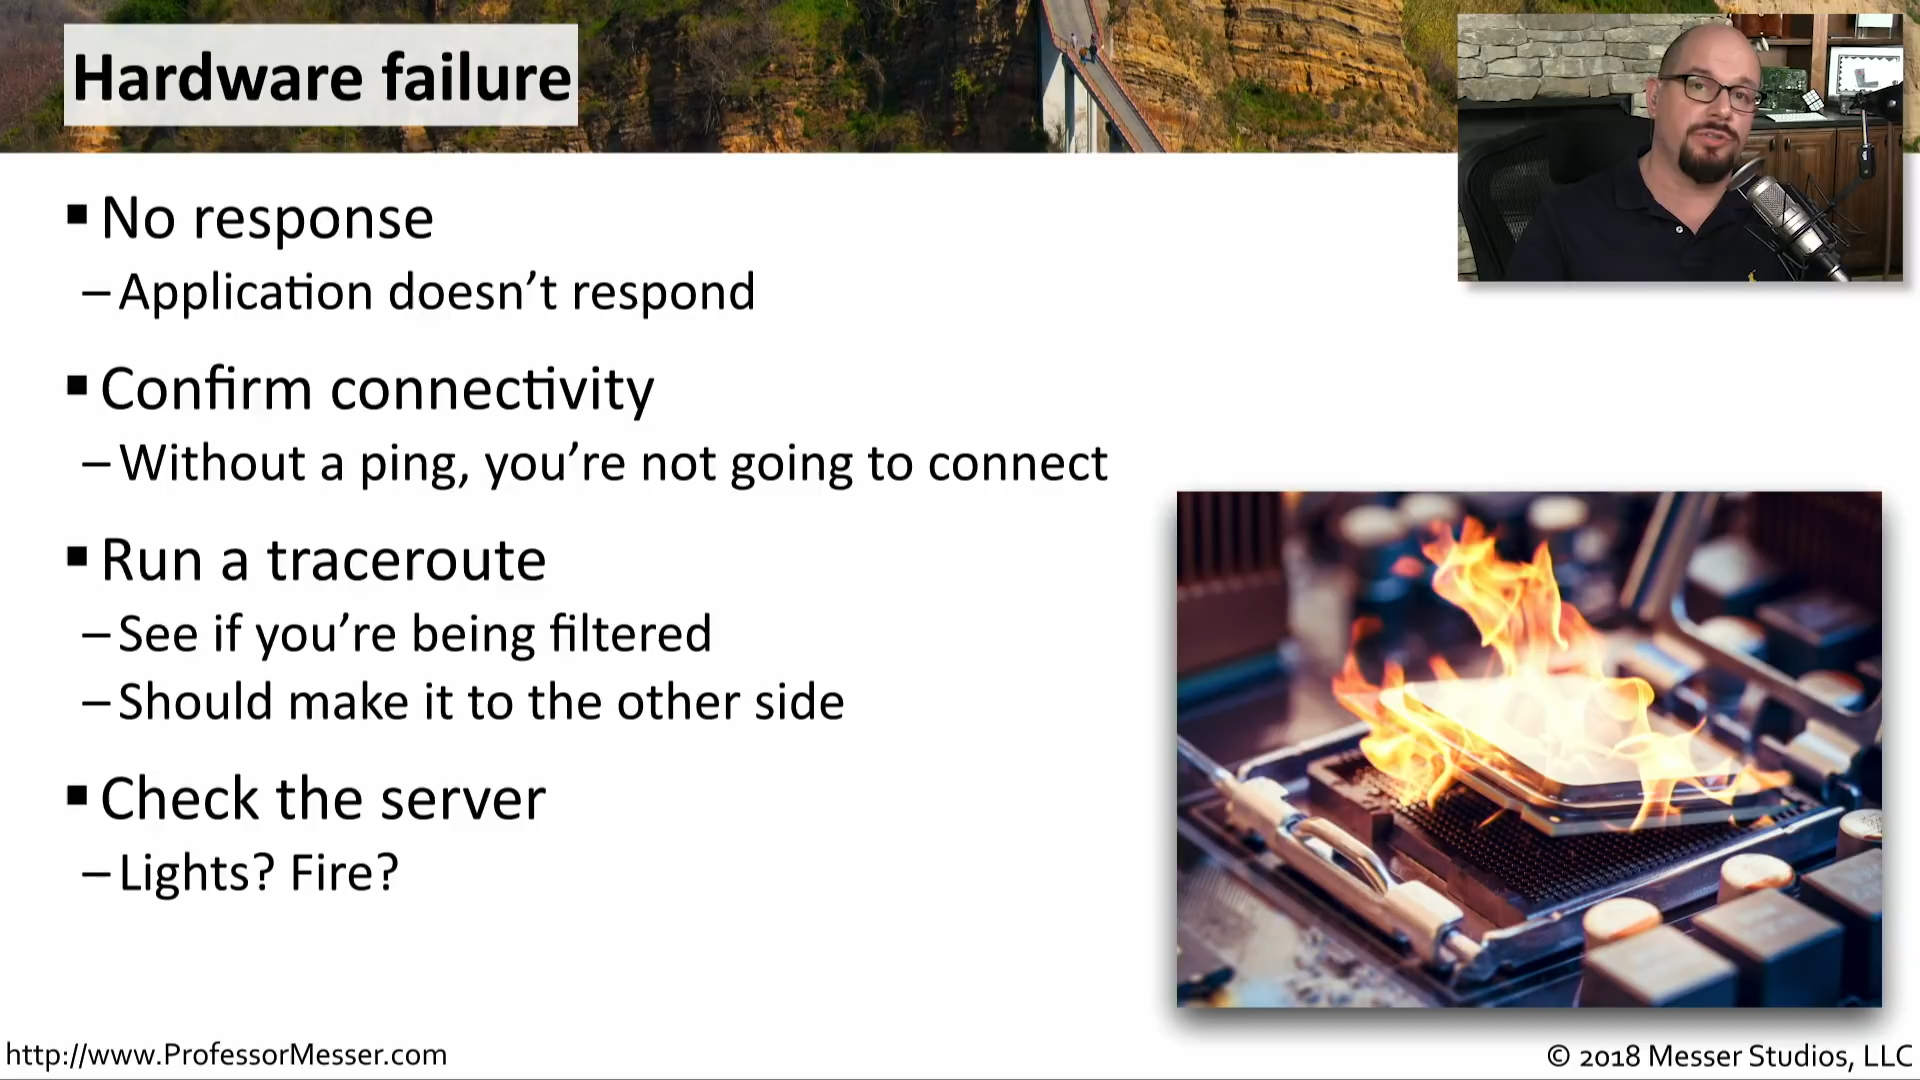 Hardware failure
▪ No response
– Application doesn’t respond
▪ Confirm connectivity
– Without a ping, you’re not going to connect
▪ Run a traceroute
– See if you’re being filtered
– Should make it to the other side
▪ Check the server
– Lights? Fire?
http://www.ProfessorMesser.com
© 2018 Messer Studios, LLC